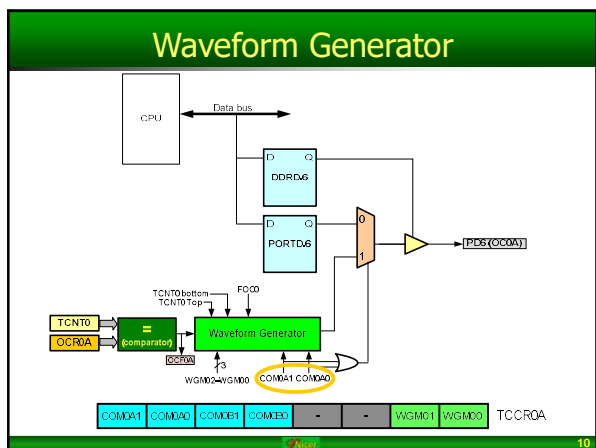 Waveform Generator
CPU
Data bus
D Q
DDRD.6
D Q
PORTD.6
0
1
PD6 (OC0A)
TCNT0 bottom
TCNT0 Top
FOC0
TCNT0
OCR0A
=
(comparator)
Waveform Generator
OCF0A
3
WGM02-WGM00
COM0A1 COM0A0
COM0A1 COM0A0 COM0B1 COM0B0 - - WGM01 WGM00 TCCR0A
Nicer
10